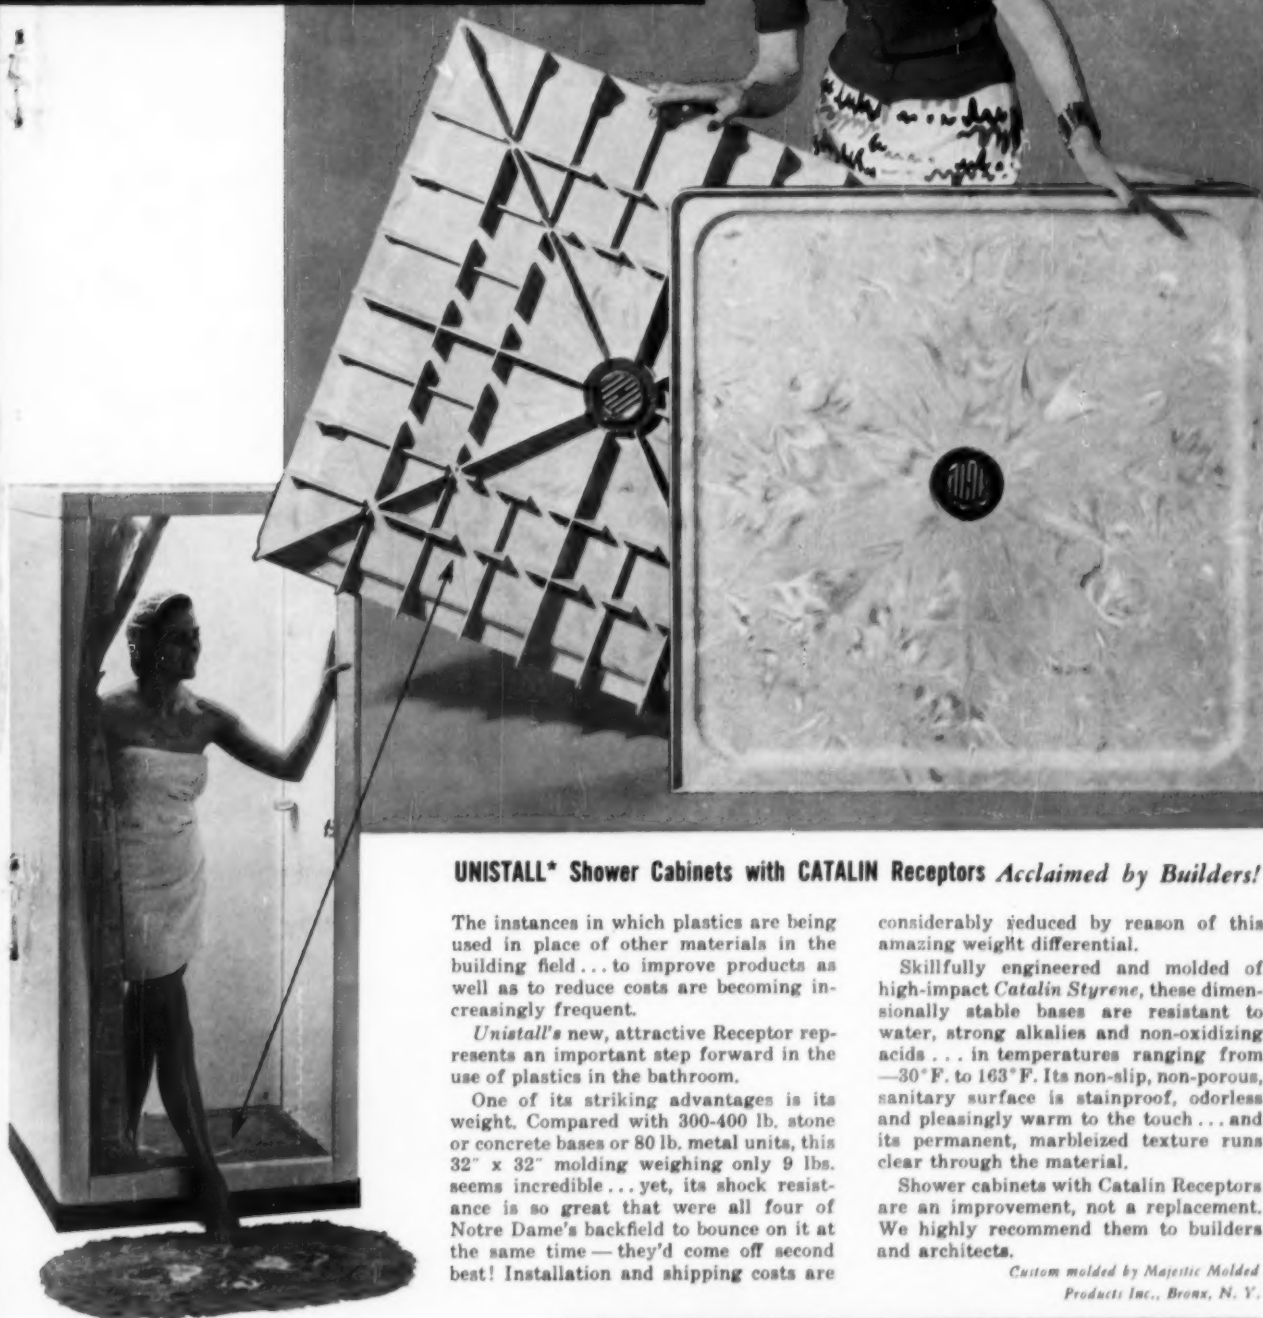 UNISTALL* Shower Cabinets with CATALIN Receptors Acclaimed by Builders!
The instances in which plastics are being
used in place of other materials in the
building field . . . to improve products as
well as to reduce costs are becoming in-
creasingly frequent.
Unistall's new, attractive Receptor rep-
resents an important step forward in the
use of plastics in the bathroom.
One of its striking advantages is its
weight. Compared with 300-400 lb. stone
or concrete bases or 80 lb. metal units, this
32" x 32" molding weighing only 9 lbs.
seems incredible . . . yet, its shock resist-
ance is so great that were all four of
Notre Dame's backfield to bounce on it at
the same time — they'd come off second
best! Installation and shipping costs are
considerably reduced by reason of this
amazing weight differential.
Skillfully engineered and molded of
high-impact Catalin Styrene, these dimen-
sionally stable bases are resistant to
water, strong alkalies and non-oxidizing
acids . . . in temperatures ranging from
—30°F. to 163°F. Its non-slip, non-porous,
sanitary surface is stainproof, odorless
and pleasingly warm to the touch . . . and
its permanent, marbleized texture runs
clear through the material.
Shower cabinets with Catalin Receptors
are an improvement, not a replacement.
We highly recommend them to builders
and architects.
Custom molded by Majestic Molded
Products Inc., Bronx, N. Y.